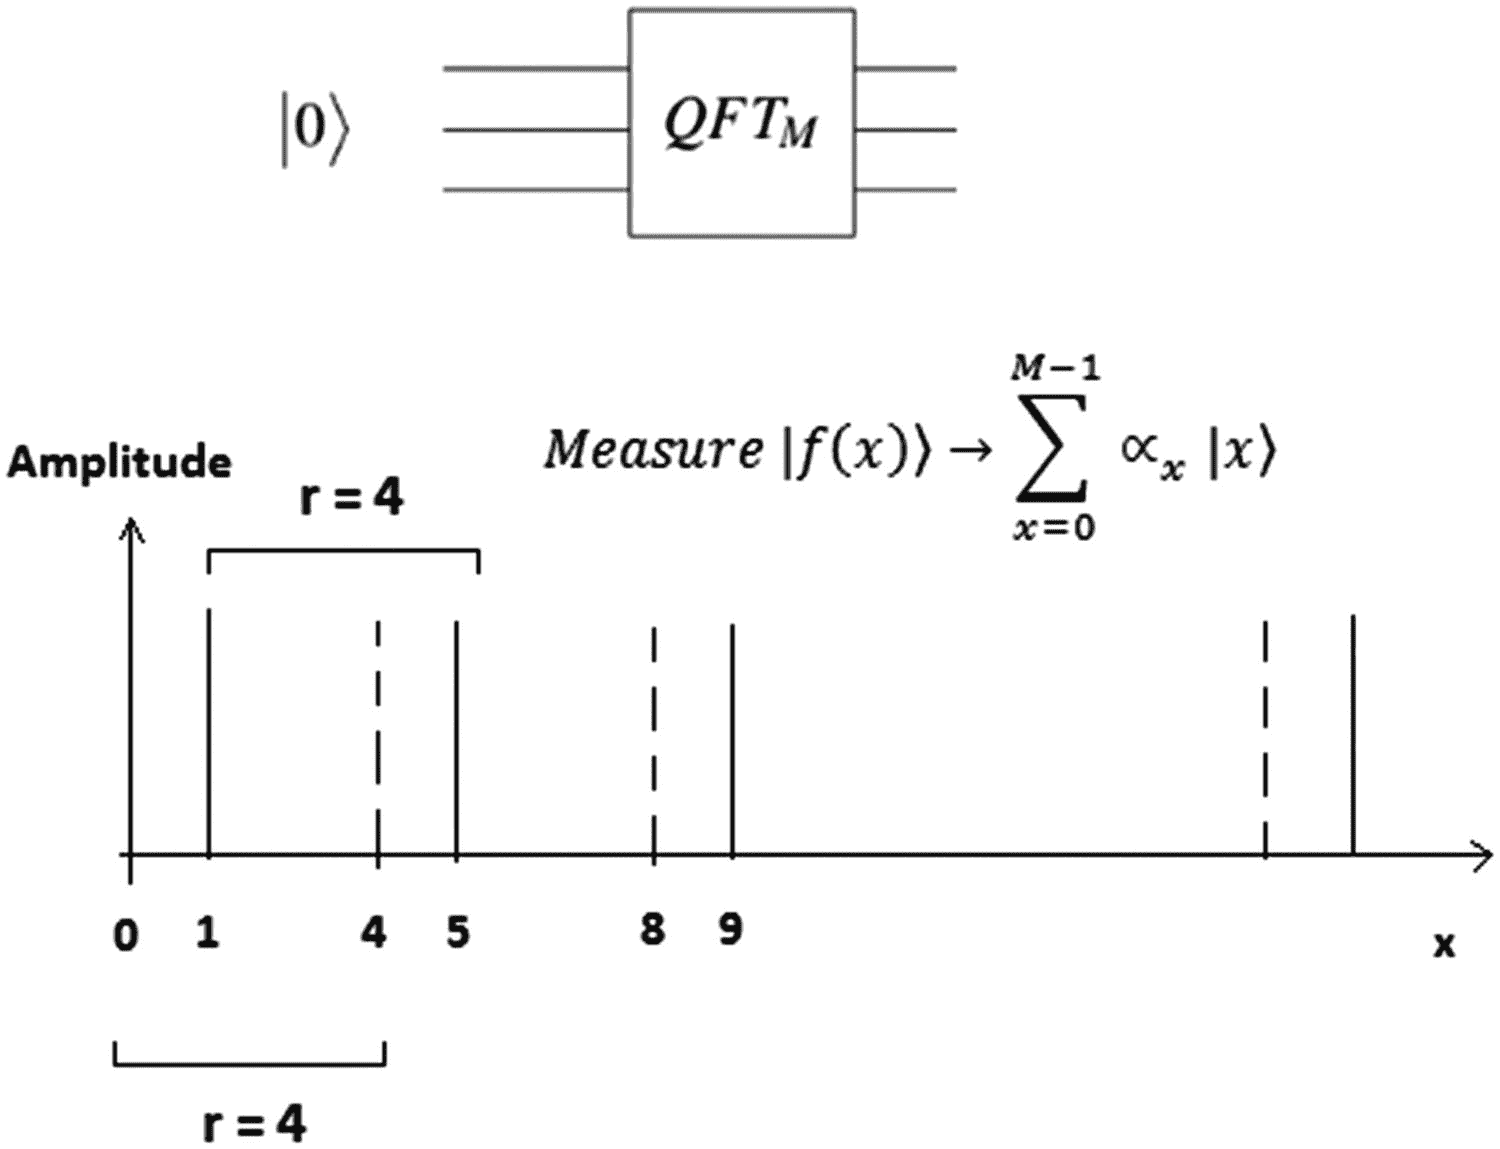 |0⟩
QFT_M
Measure |f(x)⟩ → ∑_{x=0}^{M−1} ∝_x |x⟩
Amplitude
r = 4
0 1 4 5 8 9 x
r = 4